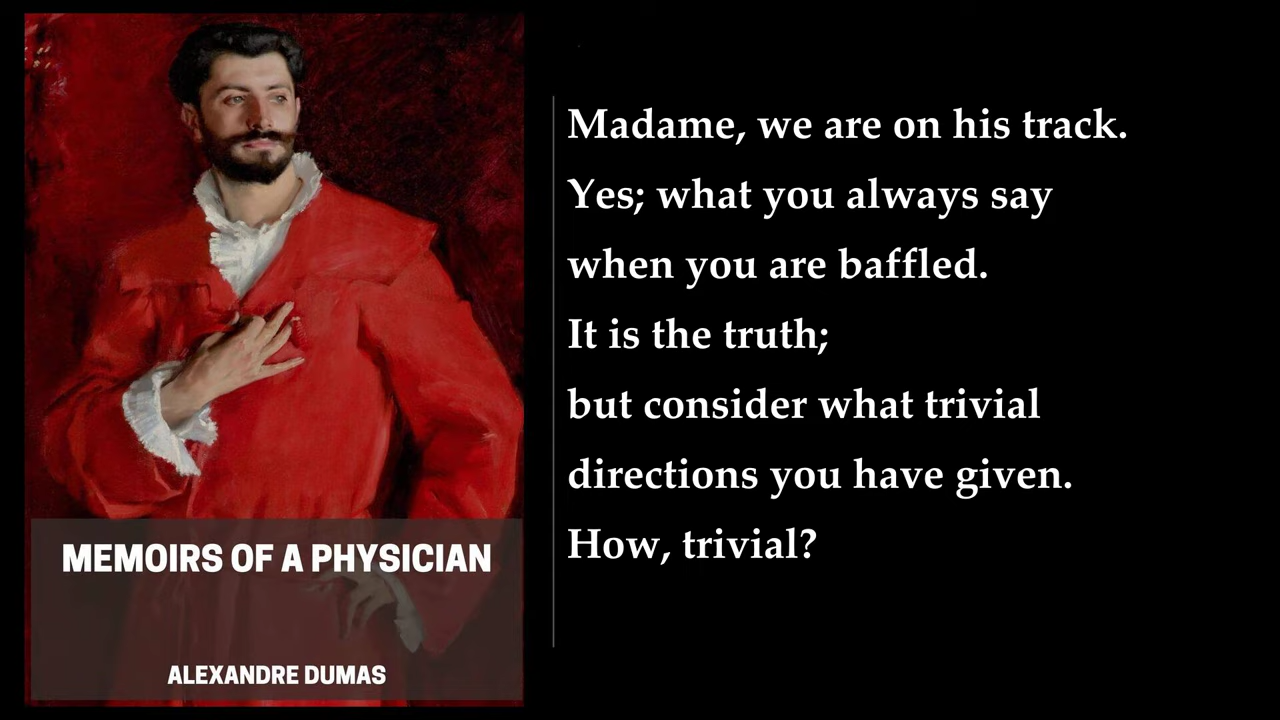 MEMOIRS OF A PHYSICIAN
ALEXANDRE DUMAS
Madame, we are on his track.
Yes; what you always say
when you are baffled.
It is the truth;
but consider what trivial
directions you have given.
How, trivial?